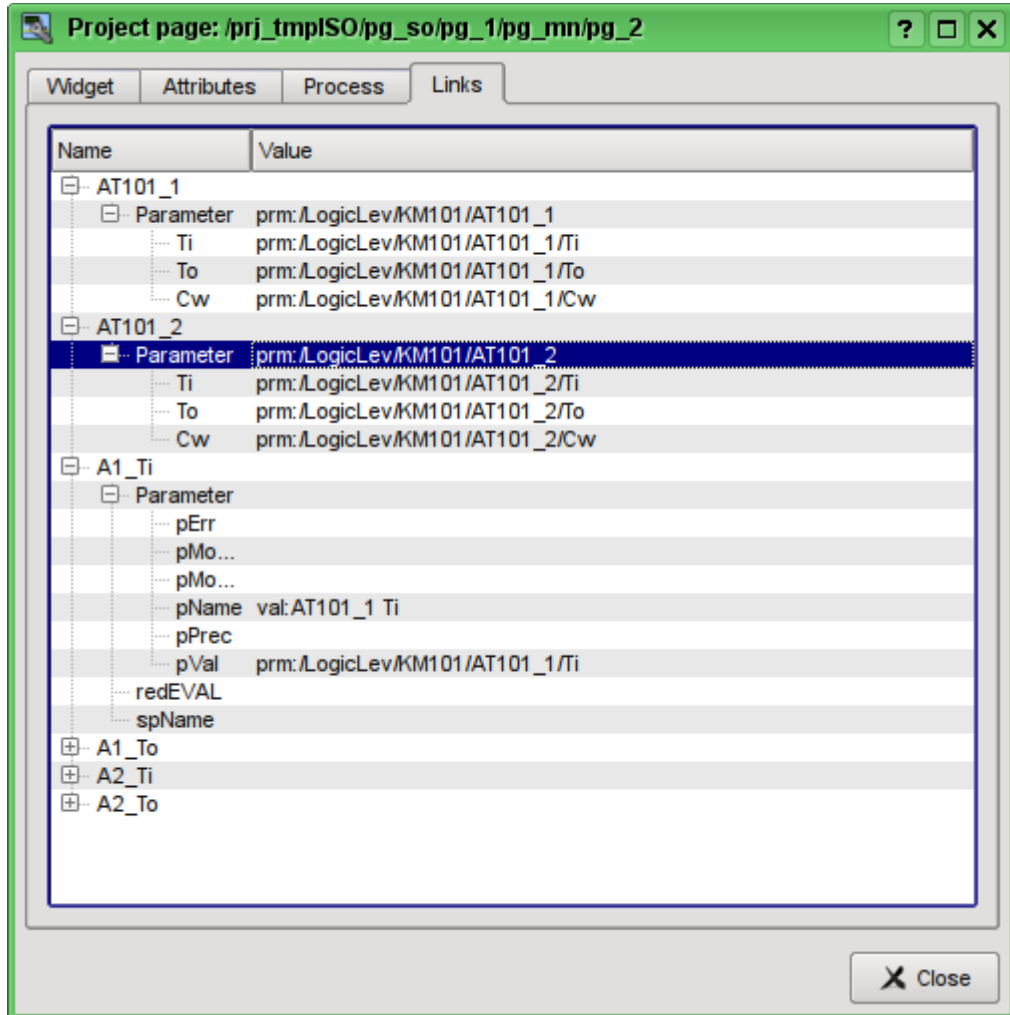 Project page: /prj_tmplSO/pg_so/pg_1/pg_mn/pg_2
Widget Attributes Process Links
Name Value
AT101_1
Parameter prm:/LogicLev/KM101/AT101_1
Ti prm:/LogicLev/KM101/AT101_1/Ti
To prm:/LogicLev/KM101/AT101_1/To
Cw prm:/LogicLev/KM101/AT101_1/Cw
AT101_2
Parameter prm:/LogicLev/KM101/AT101_2
Ti prm:/LogicLev/KM101/AT101_2/Ti
To prm:/LogicLev/KM101/AT101_2/To
Cw prm:/LogicLev/KM101/AT101_2/Cw
A1_Ti
Parameter
pErr
pMo...
pMo...
pName val:AT101_1 Ti
pPrec
pVal prm:/LogicLev/KM101/AT101_1/Ti
redEVAL
spName
A1_To
A2_Ti
A2_To
Close